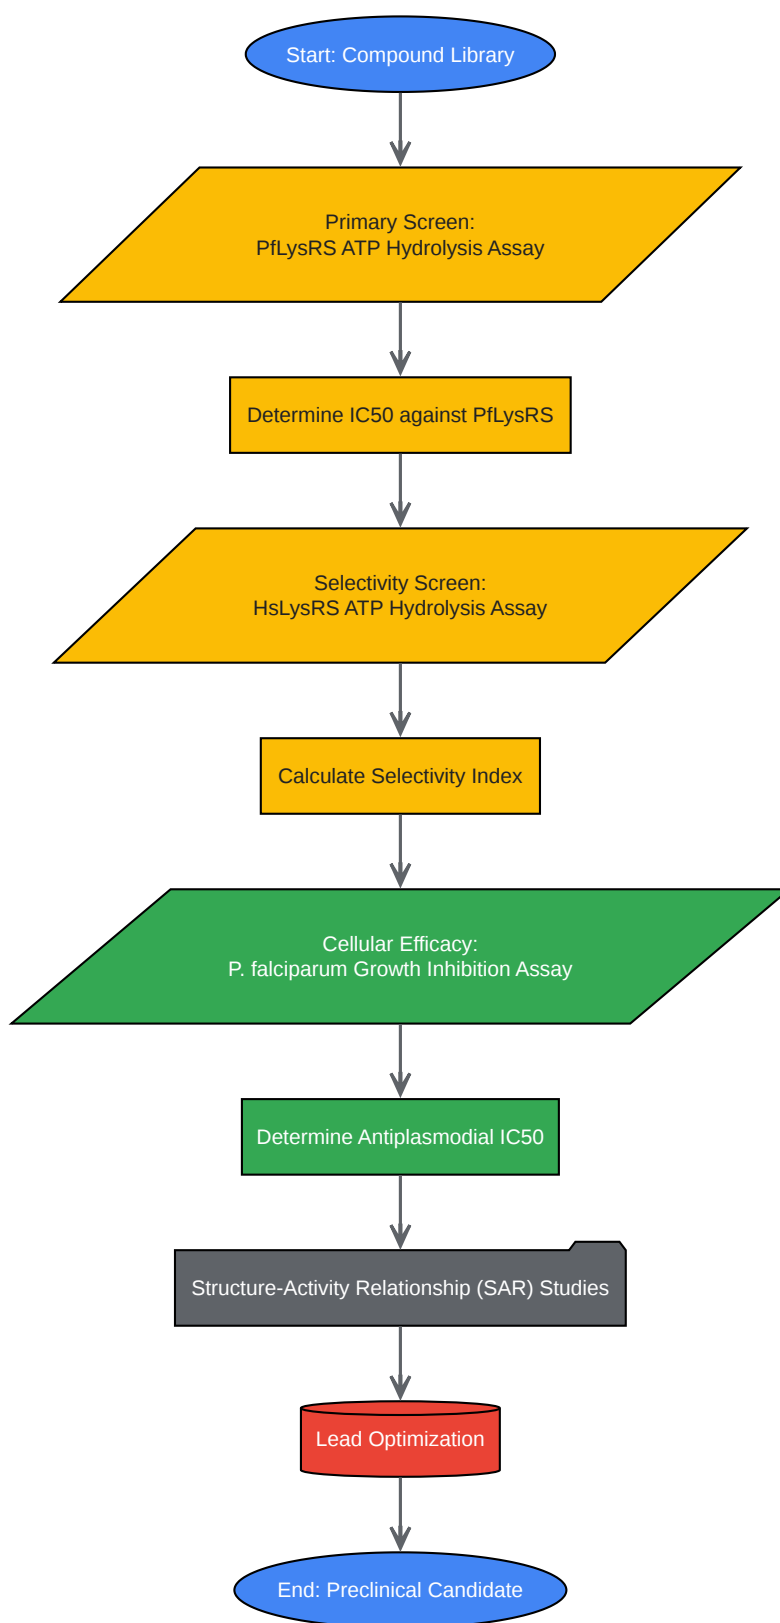 Start: Compound Library
Primary Screen:
PfLysRS ATP Hydrolysis Assay
Determine IC50 against PfLysRS
Selectivity Screen:
HsLysRS ATP Hydrolysis Assay
Calculate Selectivity Index
Cellular Efficacy:
P. falciparum Growth Inhibition Assay
Determine Antiplasmodial IC50
Structure-Activity Relationship (SAR) Studies
Lead Optimization
End: Preclinical Candidate